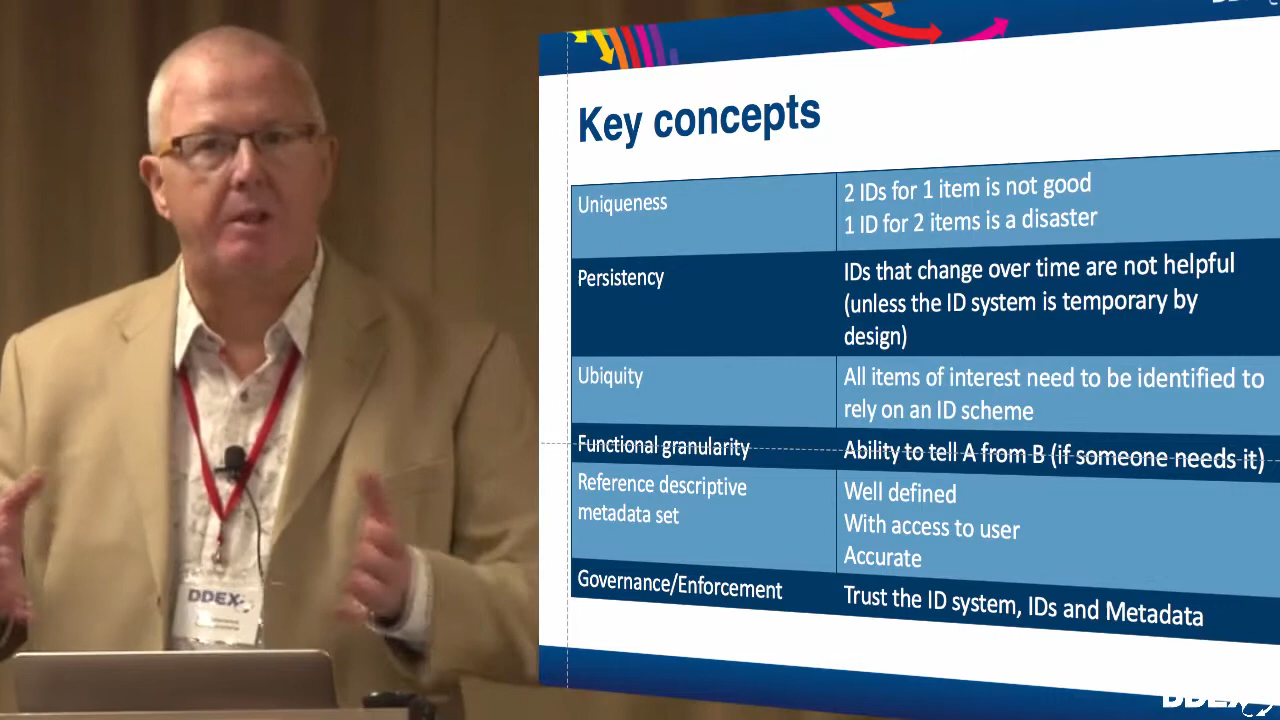 Key concepts
Uniqueness
2 IDs for 1 item is not good
1 ID for 2 items is a disaster
Persistency
IDs that change over time are not helpful
(unless the ID system is temporary by
design)
Ubiquity
All items of interest need to be identified to
rely on an ID scheme
Functional granularity
Ability to tell A from B (if someone needs it)
Reference descriptive
metadata set
Well defined
With access to user
Accurate
Governance/Enforcement
Trust the ID system, IDs and Metadata
DDEX
DDEX